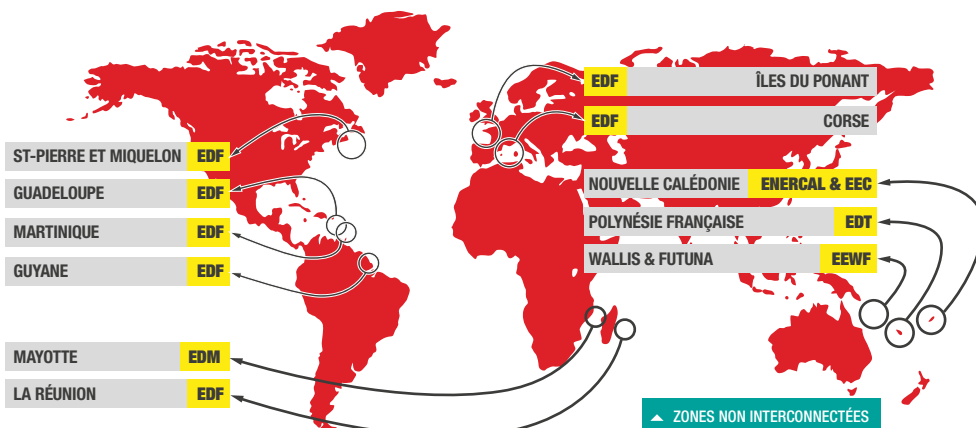 EDF ÎLES DU PONANT
EDF CORSE
ST-PIERRE ET MIQUELON EDF
GUADELOUPE EDF
MARTINIQUE EDF
GUYANE EDF
NOUVELLE CALÉDONIE ENERCAL & EEC
POLYNÉSIE FRANÇAISE EDT
WALLIS & FUTUNA EEWF
MAYOTTE EDM
LA RÉUNION EDF
ZONES NON INTERCONNECTÉES